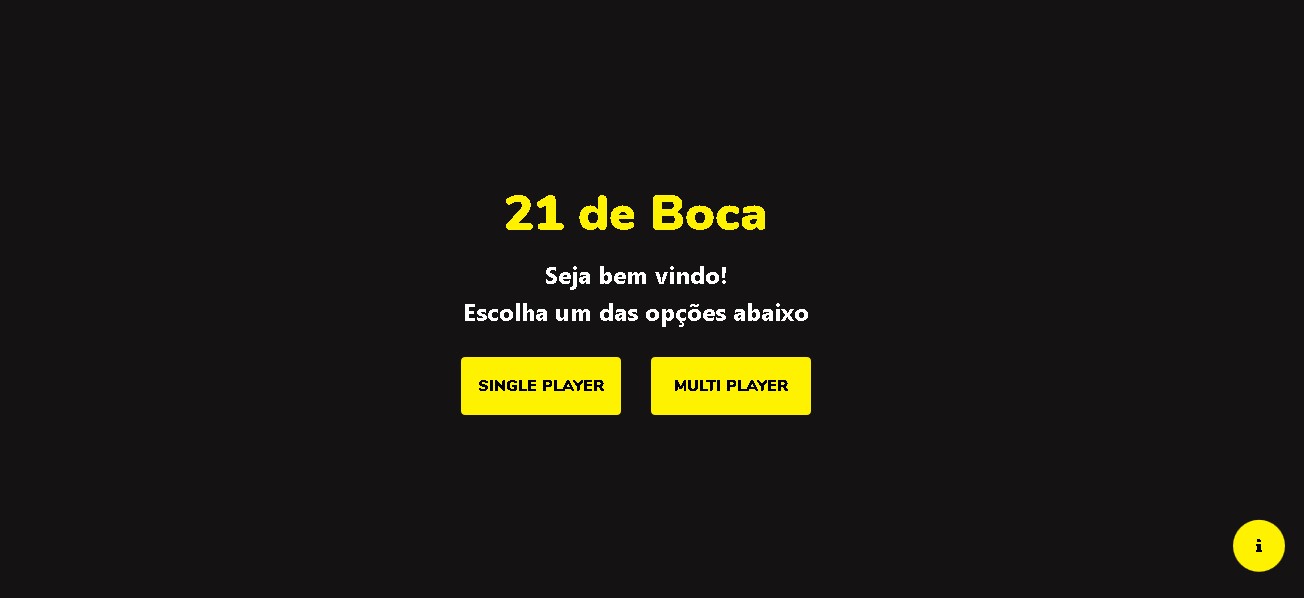 21 de Boca
Seja bem vindo!
Escolha um das opções abaixo
SINGLE PLAYER MULTI PLAYER
i